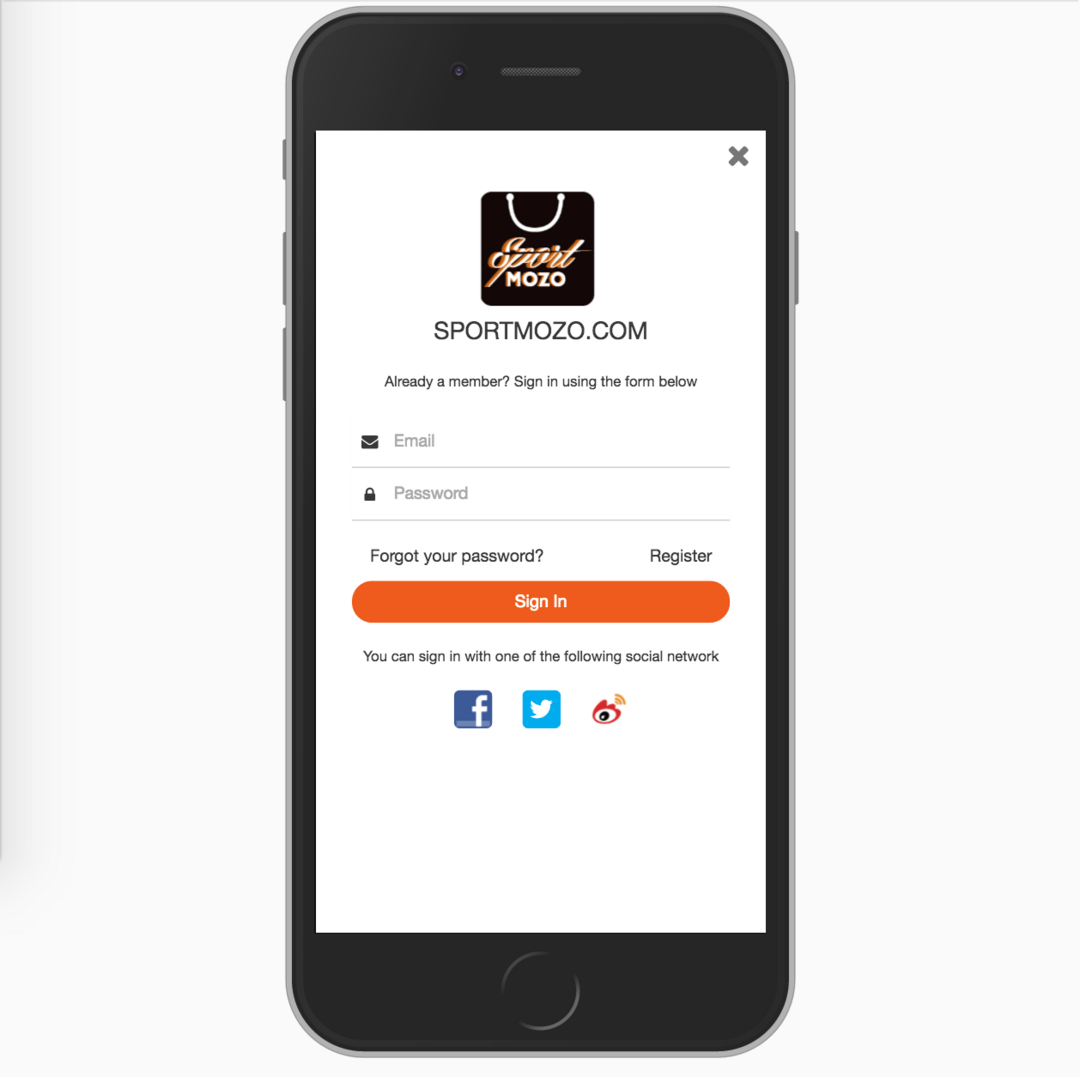 Sport
MOZO
SPORTMOZO.COM
Already a member? Sign in using the form below
Email
Password
Forgot your password? Register
Sign In
You can sign in with one of the following social network
f